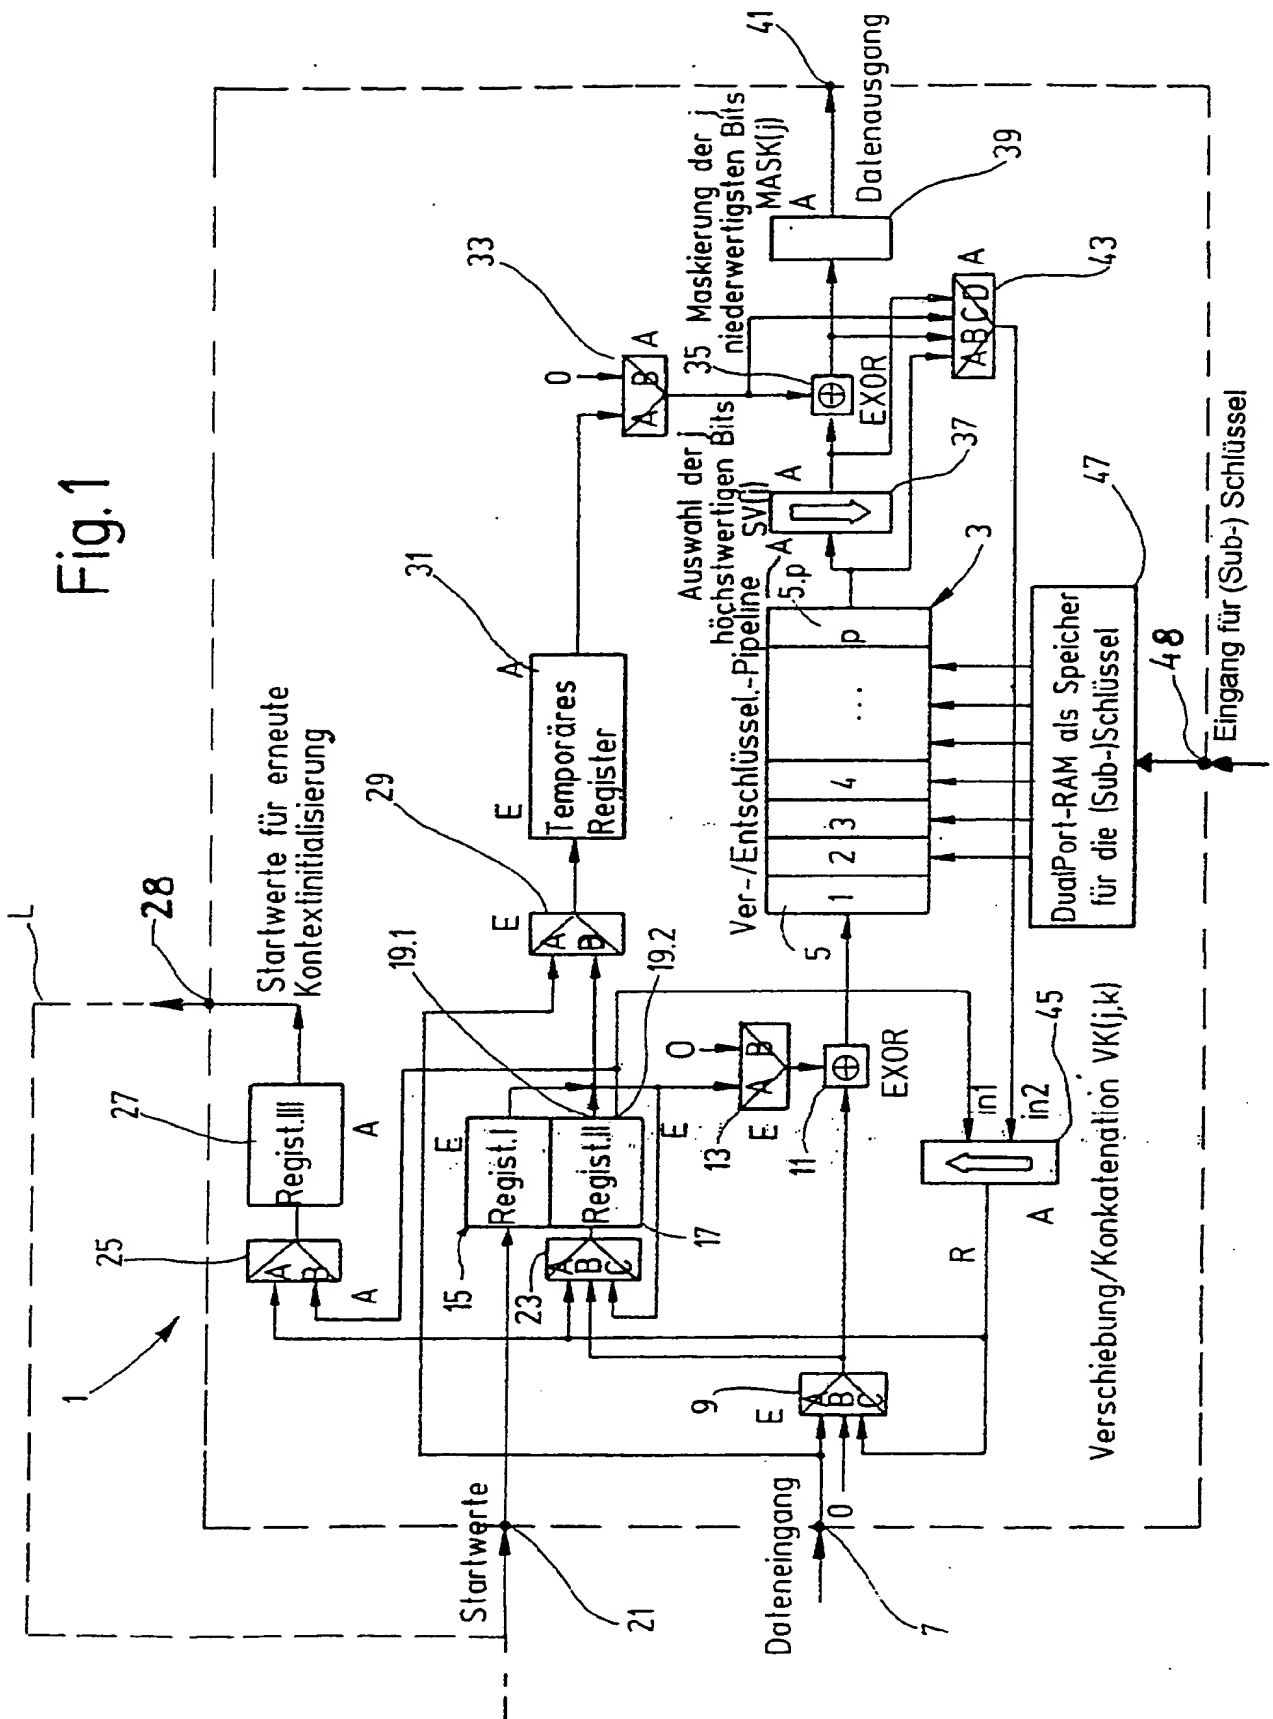 Fig.1
L
28
Startwerte für erneute
Kontextinitialisierung
1
25
A
B
27
Regist.III
A
A
Startwerte
21
15
E
Regist.I
Regist.II
17
23
A
B
C
19.1
19.2
29
E
A
B
31
E
A
Temporäres
Register
33
0
A
B
A
E
E
13
A
B
0
11
EXOR
Dateneingang
7
0
9
E
A
B
C
Ver-/Entschlüssel.-Pipeline
A
5
1
2
3
4
...
p
5.p
3
Auswahl der j
höchstwertigen Bits
SV(j)
A
37
35
EXOR
Maskierung der j
niederwertigsten Bits
MASK(j)
A
39
41
Datenausgang
A
B
C
D
A
43
in1
in2
45
A
R
Verschiebung/Konkatenation VK(j,k)
DualPort-RAM als Speicher
für die (Sub-)Schlüssel
47
48
Eingang für (Sub-) Schlüssel